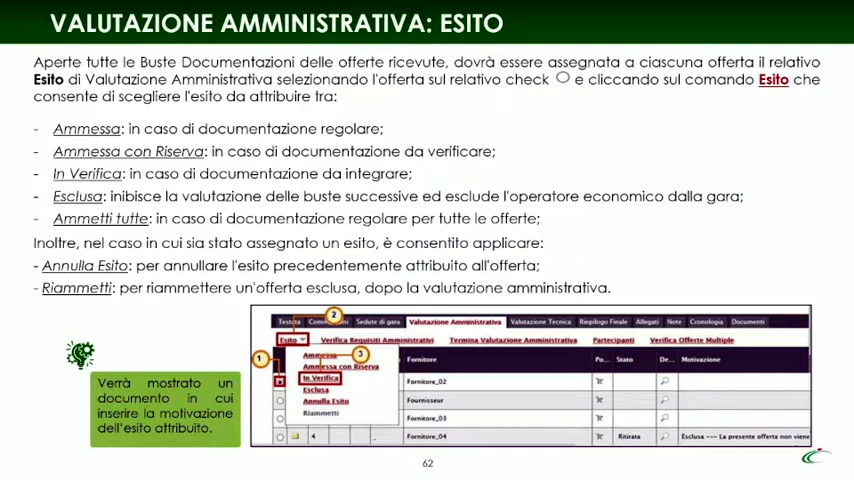 VALUTAZIONE AMMINISTRATIVA: ESITO
Aperte tutte le Buste Documentazioni delle offerte ricevute, dovrà essere assegnata a ciascuna offerta il relativo
Esito di Valutazione Amministrativa selezionando l'offerta sul relativo check e cliccando sul comando Esito che
consente di scegliere l'esito da attribuire tra:
- Ammessa: in caso di documentazione regolare;
- Ammessa con Riserva: in caso di documentazione da verificare;
- In Verifica: in caso di documentazione da integrare;
- Esclusa: inibisce la valutazione delle buste successive ed esclude l'operatore economico dalla gara;
- Ammetti tutte: in caso di documentazione regolare per tutte le offerte;
Inoltre, nel caso in cui sia stato assegnato un esito, è consentito applicare:
- Annulla Esito: per annullare l'esito precedentemente attribuito all'offerta;
- Riammetti: per riammettere un'offerta esclusa, dopo la valutazione amministrativa.
2
Testata Sedute di gara Valutazione Amministrativa Valutazione Tecnica Riepilogo Finale Allegati Note Cronologia Documenti
Esito Verifica Requisiti Amministrativi Termina Valutazione Amministrativa Partecipanti Verifica Offerte Multiple
1 Ammessa 3 Fornitore Po... Stato De... Motivazione
Ammessa con Riserva
In Verifica Fornitore_02
Esclusa
Annulla Esito Fournisseur
Riammetti Fornitore_03
4 Fornitore_04 Ritirata Esclusa --- La presente offerta non viene
Verrà mostrato un
documento in cui
inserire la motivazione
dell'esito attribuito.
62